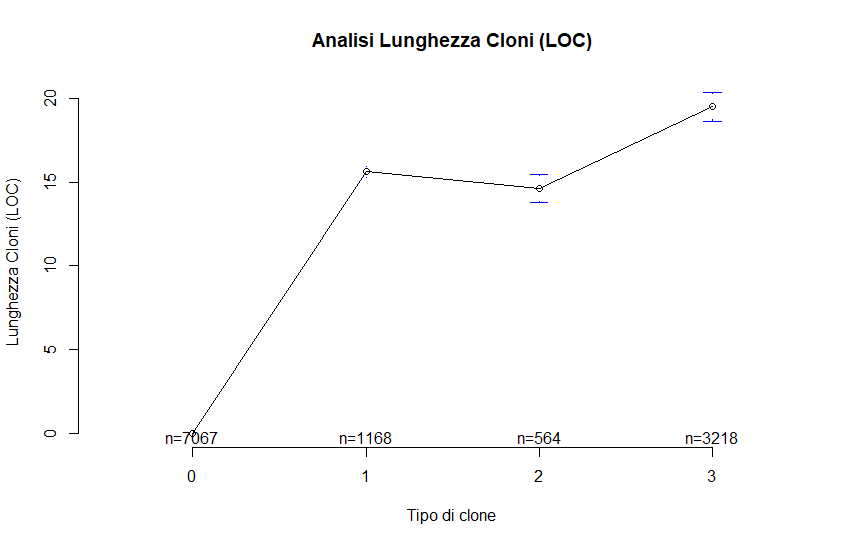 Analisi Lunghezza Cloni (LOC)
Lunghezza Cloni (LOC)
20
15
10
5
0
n=7067 n=1168 n=564 n=3218
0 1 2 3
Tipo di clone